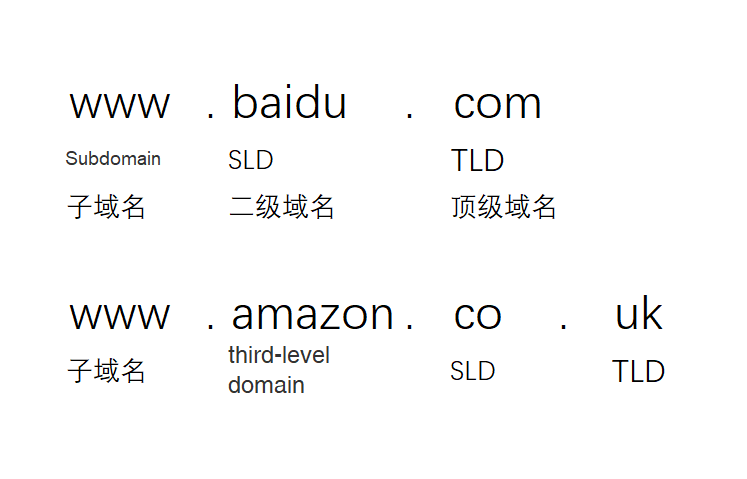 www . baidu . com
Subdomain SLD TLD
子域名 二级域名 顶级域名
www . amazon . co . uk
子域名 third-level domain SLD TLD